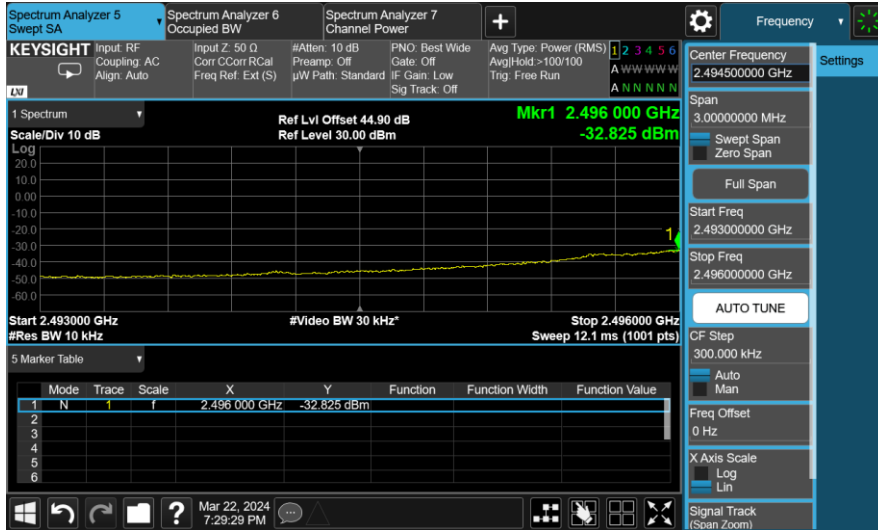 Spectrum Analyzer 5
Swept SA
Spectrum Analyzer 6
Occupied BW
Spectrum Analyzer 7
Channel Power
+
Frequency
KEYSIGHT
LXI
Input: RF
Coupling: AC
Align: Auto
Input Z: 50 Ω
Corr CCorr RCal
Freq Ref: Ext (S)
#Atten: 10 dB
Preamp: Off
µW Path: Standard
PNO: Best Wide
Gate: Off
IF Gain: Low
Sig Track: Off
Avg Type: Power (RMS)
Avg|Hold:>100/100
Trig: Free Run
1 2 3 4 5 6
A W W W W W
A N N N N N
1 Spectrum
Scale/Div 10 dB
Ref Lvl Offset 44.90 dB
Ref Level 30.00 dBm
Mkr1 2.496 000 GHz
-32.825 dBm
Log
20.0
10.0
0.00
-10.0
-20.0
-30.0
-40.0
-50.0
-60.0
1
Start 2.493000 GHz
#Video BW 30 kHz*
Stop 2.496000 GHz
#Res BW 10 kHz
Sweep 12.1 ms (1001 pts)
5 Marker Table
Mode Trace Scale X Y Function Function Width Function Value
1 N 1 f 2.496 000 GHz -32.825 dBm
2
3
4
5
6
?
Mar 22, 2024
7:29:29 PM
Center Frequency
2.494500000 GHz
Settings
Span
3.00000000 MHz
Swept Span
Zero Span
Full Span
Start Freq
2.493000000 GHz
Stop Freq
2.496000000 GHz
AUTO TUNE
CF Step
300.000 kHz
Auto
Man
Freq Offset
0 Hz
X Axis Scale
Log
Lin
Signal Track
(Span Zoom)